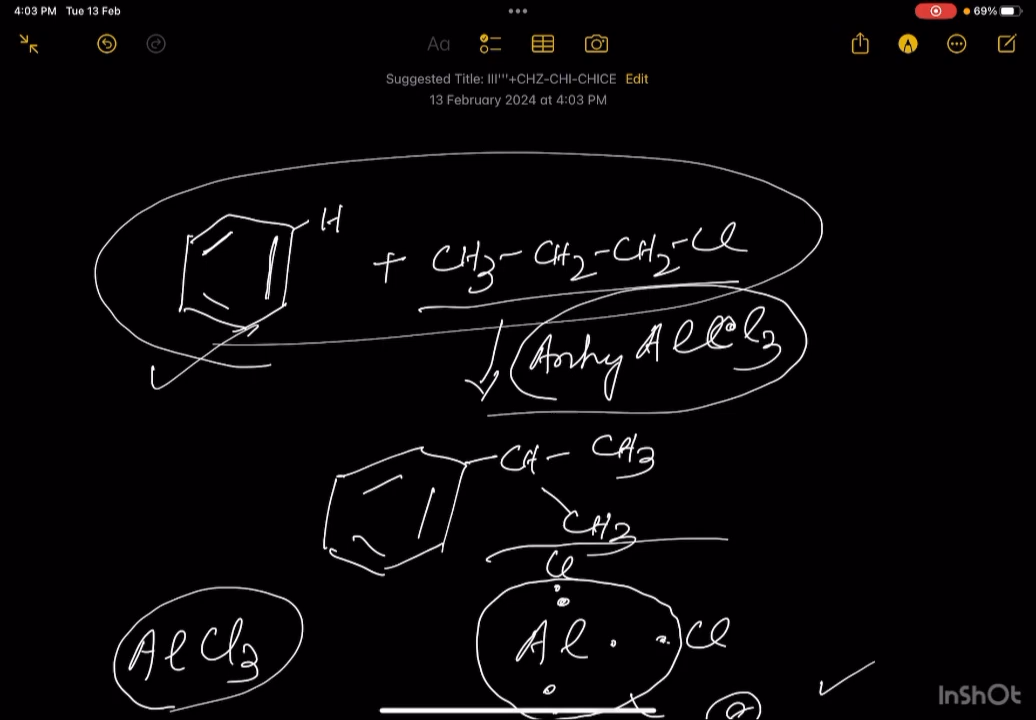 4:03 PM Tue 13 Feb
69%
Aa
Suggested Title: III'''+CHZ-CHI-CHICE Edit
13 February 2024 at 4:03 PM
H
+ CH3-CH2-CH2-Cl
Anhy AlCl3
CH-CH3
CH3
Cl
AlCl3
Al Cl
InShOt